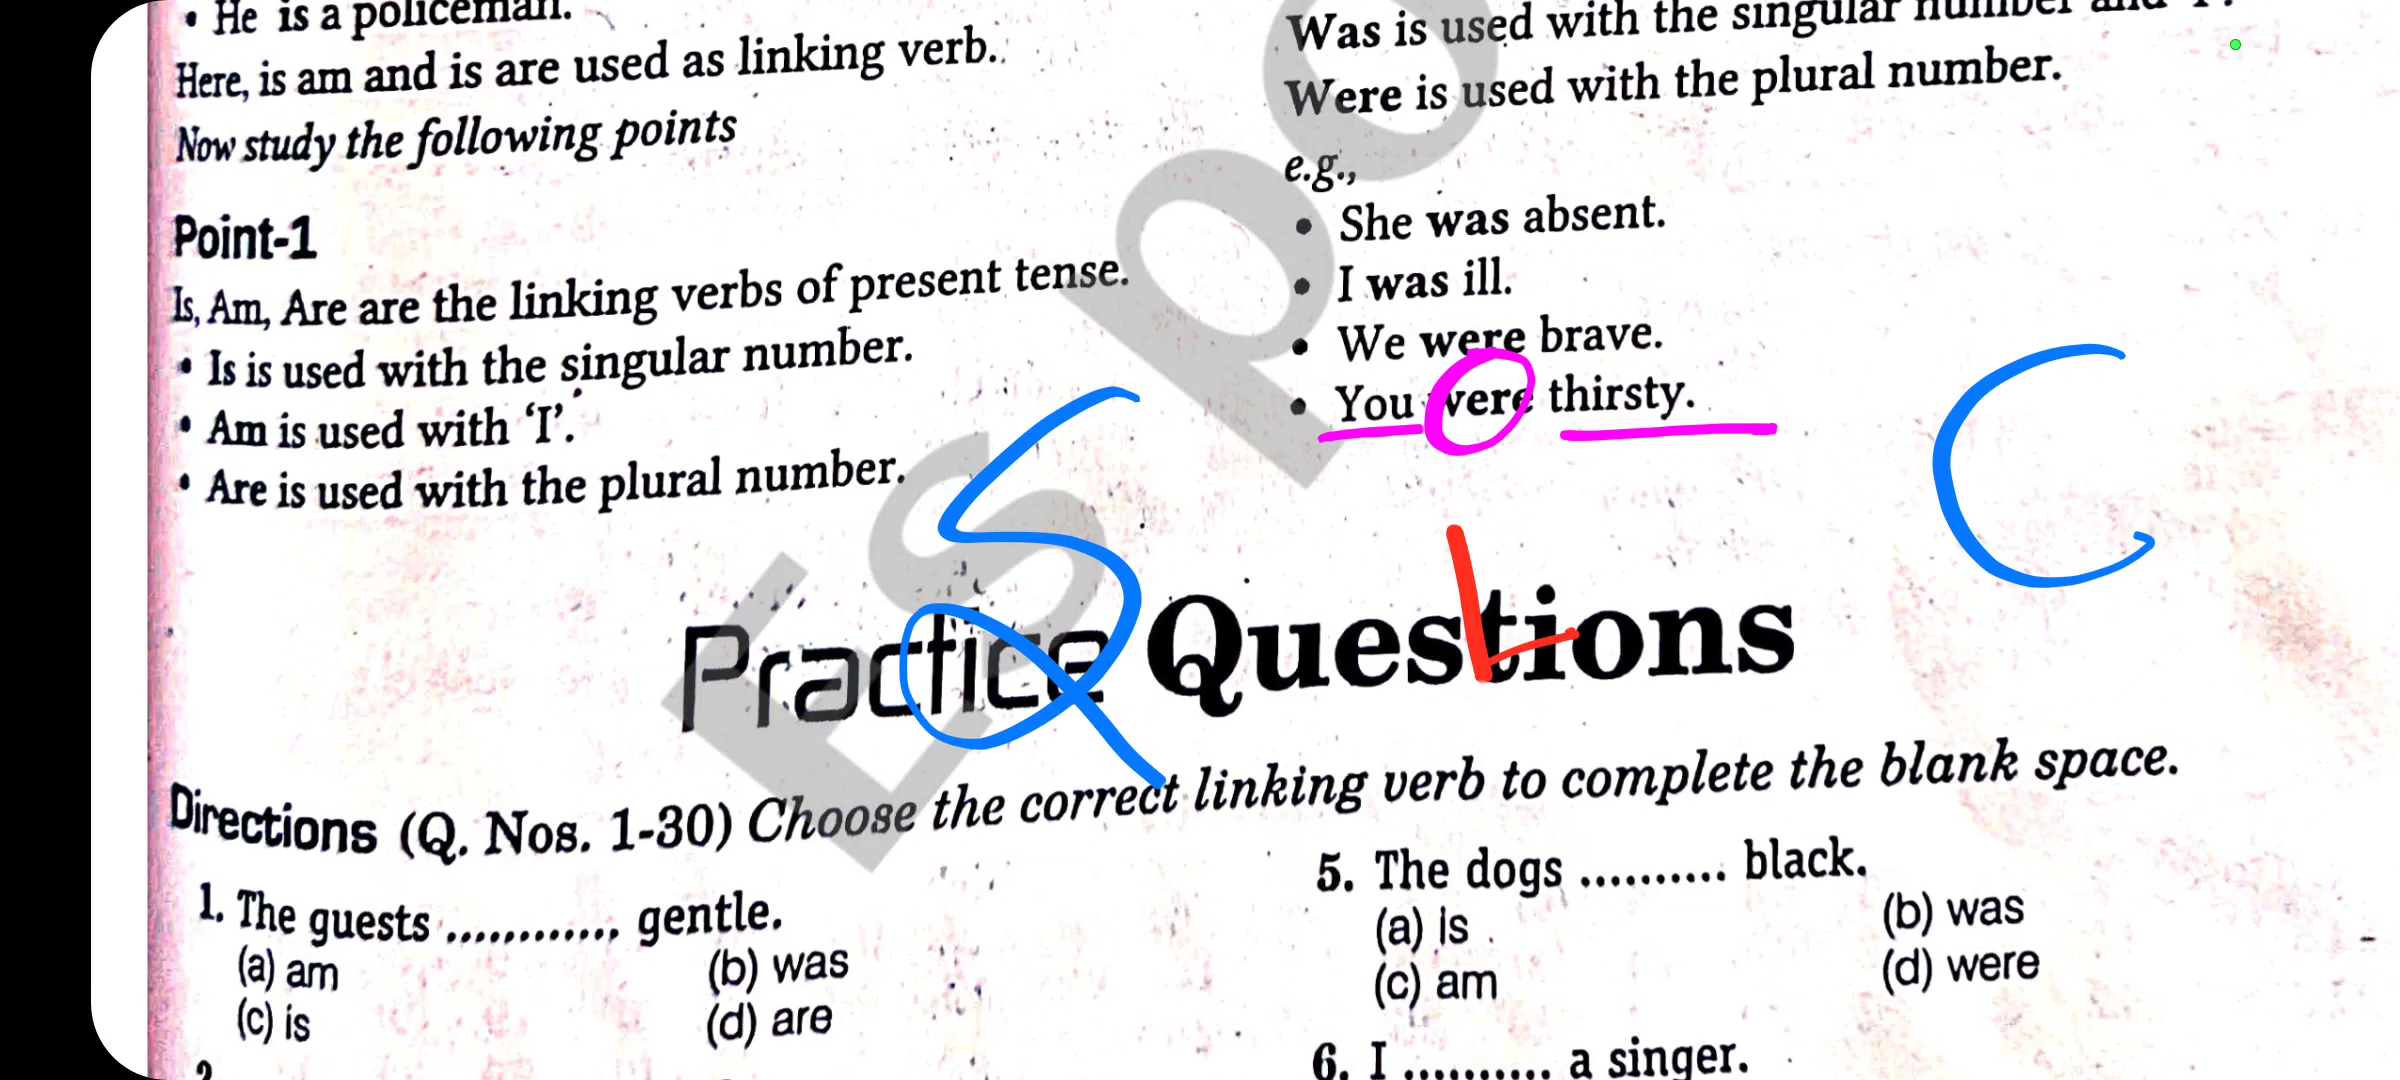 • He is a policeman.
Here, is am and is are used as linking verb.
Now study the following points
Point-1
Is, Am, Are are the linking verbs of present tense.
• Is is used with the singular number.
• Am is used with ‘I’.
• Are is used with the plural number.
Was is used with the singular number and
Were is used with the plural number.
e.g.,
• She was absent.
• I was ill.
• We were brave.
• You were thirsty.
S
C
L
Es po
Practice Questions
Directions (Q. Nos. 1-30) Choose the correct linking verb to complete the blank space.
1. The guests ............ gentle.
(a) am (b) was
(c) is (d) are
2
5. The dogs .......... black.
(a) is (b) was
(c) am (d) were
6. I .......... a singer.